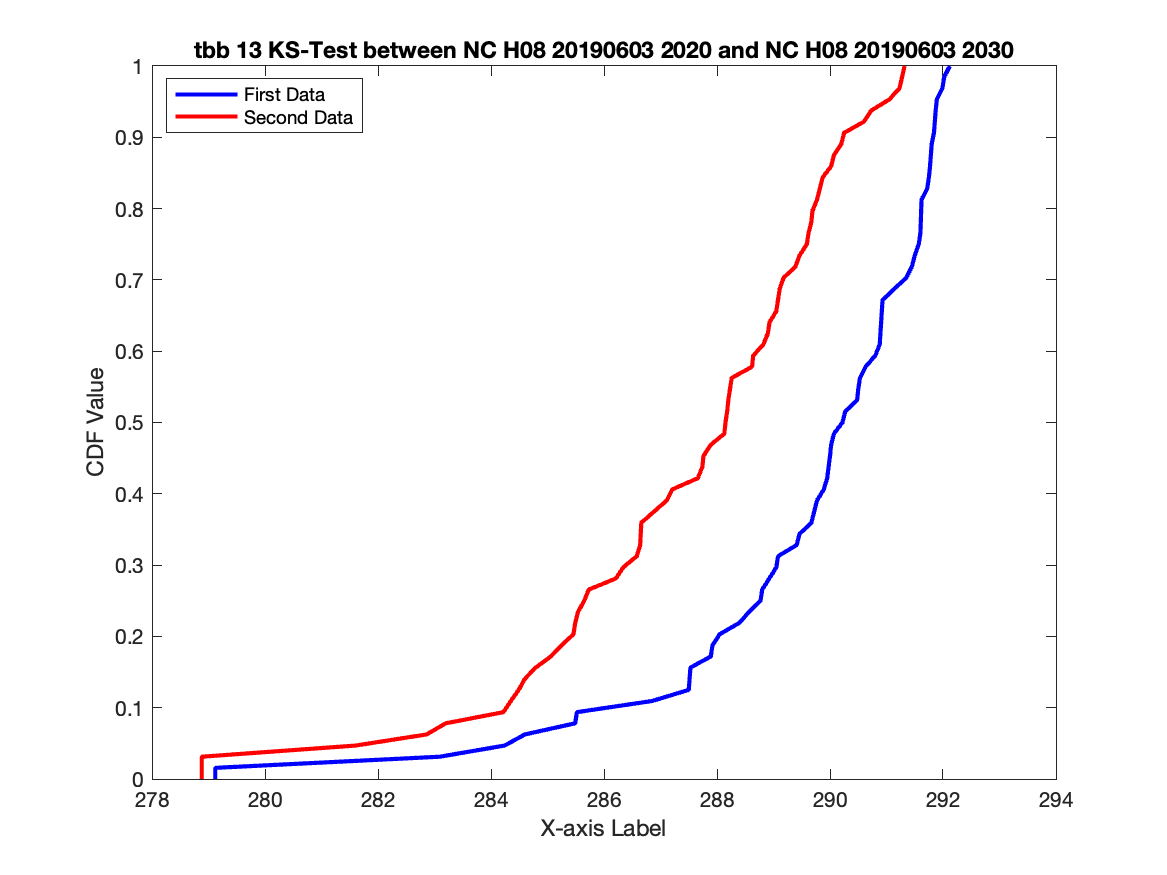 tbb 13 KS-Test between NC H08 20190603 2020 and NC H08 20190603 2030
First Data
Second Data
1
0.9
0.8
0.7
0.6
0.5
0.4
0.3
0.2
0.1
0
CDF Value
278 280 282 284 286 288 290 292 294
X-axis Label